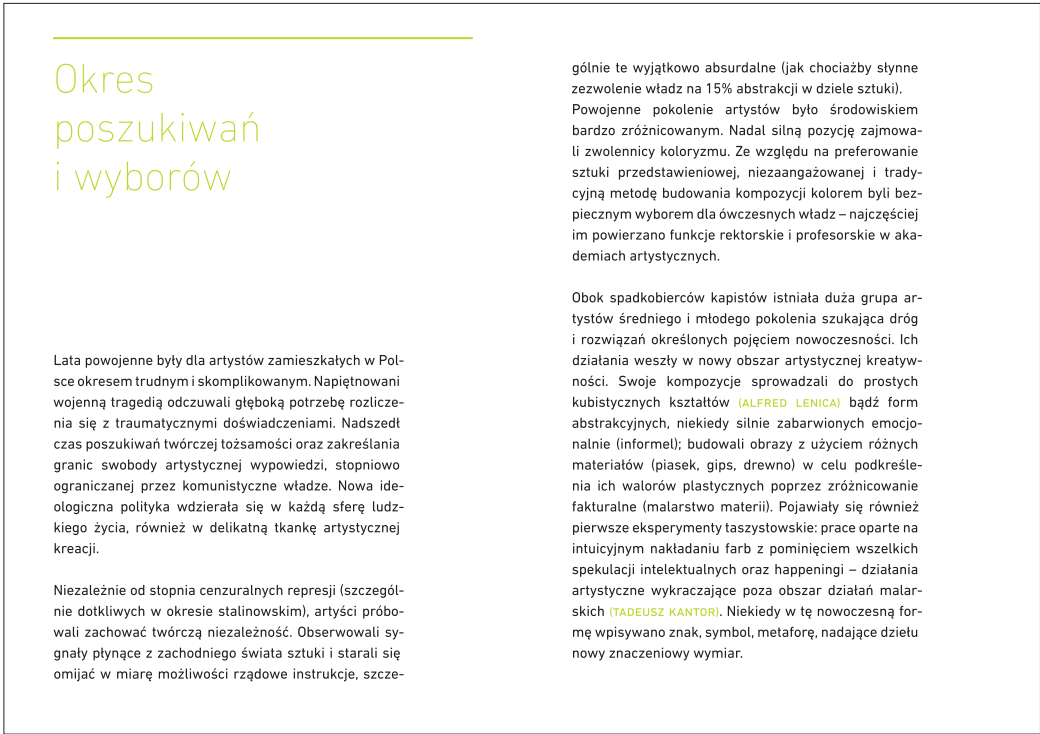 Okres
poszukiwań
i wyborów
Lata powojenne były dla artystów zamieszkałych w Pol-
sce okresem trudnym i skomplikowanym. Napiętnowani
wojenną tragedią odczuwali głęboką potrzebę rozlicze-
nia się z traumatycznymi doświadczeniami. Nadszedł
czas poszukiwań twórczej tożsamości oraz zakreślania
granic swobody artystycznej wypowiedzi, stopniowo
ograniczanej przez komunistyczne władze. Nowa ide-
ologiczna polityka wdzierała się w każdą sferę ludz-
kiego życia, również w delikatną tkankę artystycznej
kreacji.
Niezależnie od stopnia cenzuralnych represji (szczegól-
nie dotkliwych w okresie stalinowskim), artyści próbo-
wali zachować twórczą niezależność. Obserwowali sy-
gnały płynące z zachodniego świata sztuki i starali się
omijać w miarę możliwości rządowe instrukcje, szcze-
gólnie te wyjątkowo absurdalne (jak chociażby słynne
zezwolenie władz na 15% abstrakcji w dziele sztuki).
Powojenne pokolenie artystów było środowiskiem
bardzo zróżnicowanym. Nadal silną pozycję zajmowa-
li zwolennicy koloryzmu. Ze względu na preferowanie
sztuki przedstawieniowej, niezaangażowanej i trady-
cyjną metodę budowania kompozycji kolorem byli bez-
piecznym wyborem dla ówczesnych władz – najczęściej
im powierzano funkcje rektorskie i profesorskie w aka-
demiach artystycznych.
Obok spadkobierców kapistów istniała duża grupa ar-
tystów średniego i młodego pokolenia szukająca dróg
i rozwiązań określonych pojęciem nowoczesności. Ich
działania weszły w nowy obszar artystycznej kreatyw-
ności. Swoje kompozycje sprowadzali do prostych
kubistycznych kształtów (ALFRED LENICA) bądź form
abstrakcyjnych, niekiedy silnie zabarwionych emocjo-
nalnie (informel); budowali obrazy z użyciem różnych
materiałów (piasek, gips, drewno) w celu podkreśle-
nia ich walorów plastycznych poprzez zróżnicowanie
fakturalne (malarstwo materii). Pojawiały się również
pierwsze eksperymenty taszystowskie: prace oparte na
intuicyjnym nakładaniu farb z pominięciem wszelkich
spekulacji intelektualnych oraz happeningi – działania
artystyczne wykraczające poza obszar działań malar-
skich (TADEUSZ KANTOR). Niekiedy w tę nowoczesną for-
mę wpisywano znak, symbol, metaforę, nadające dziełu
nowy znaczeniowy wymiar.